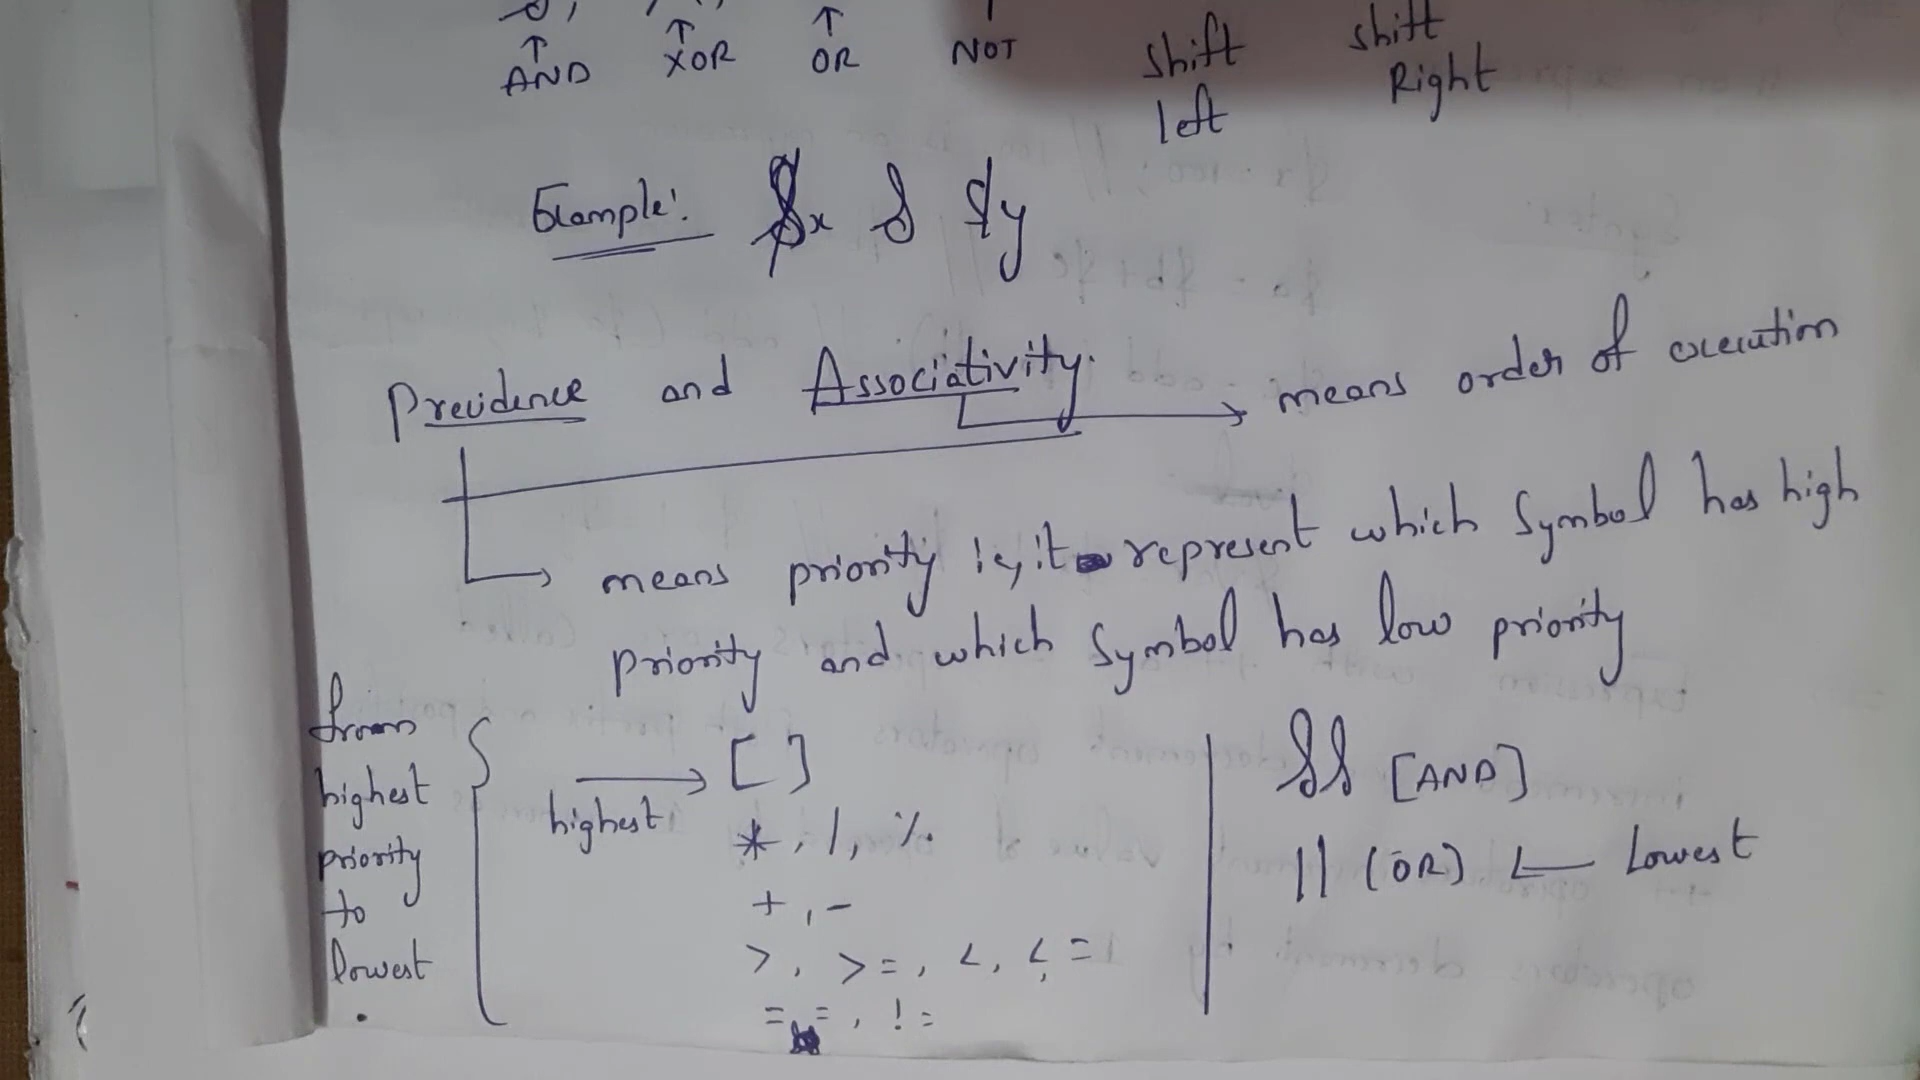 ↑ ↑ ↑
AND XOR OR NOT shift left shift Right
Example: $x & $y
Precidence and Associativity. → means order of execution
→ means priority ie, it represent which symbol has high
priority and which symbol has low priority
from highest priority to lowest
highest → [ ]
*, /, %
+, -
>, >=, <, <=
==, !=
&& [AND]
|| (OR) ← Lowest